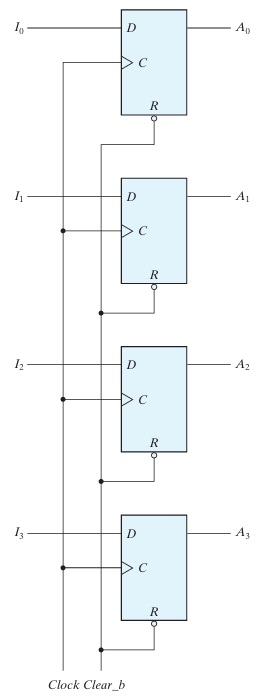 I₀ D A₀
C
R
I₁ D A₁
C
R
I₂ D A₂
C
R
I₃ D A₃
C
R
Clock Clear_b